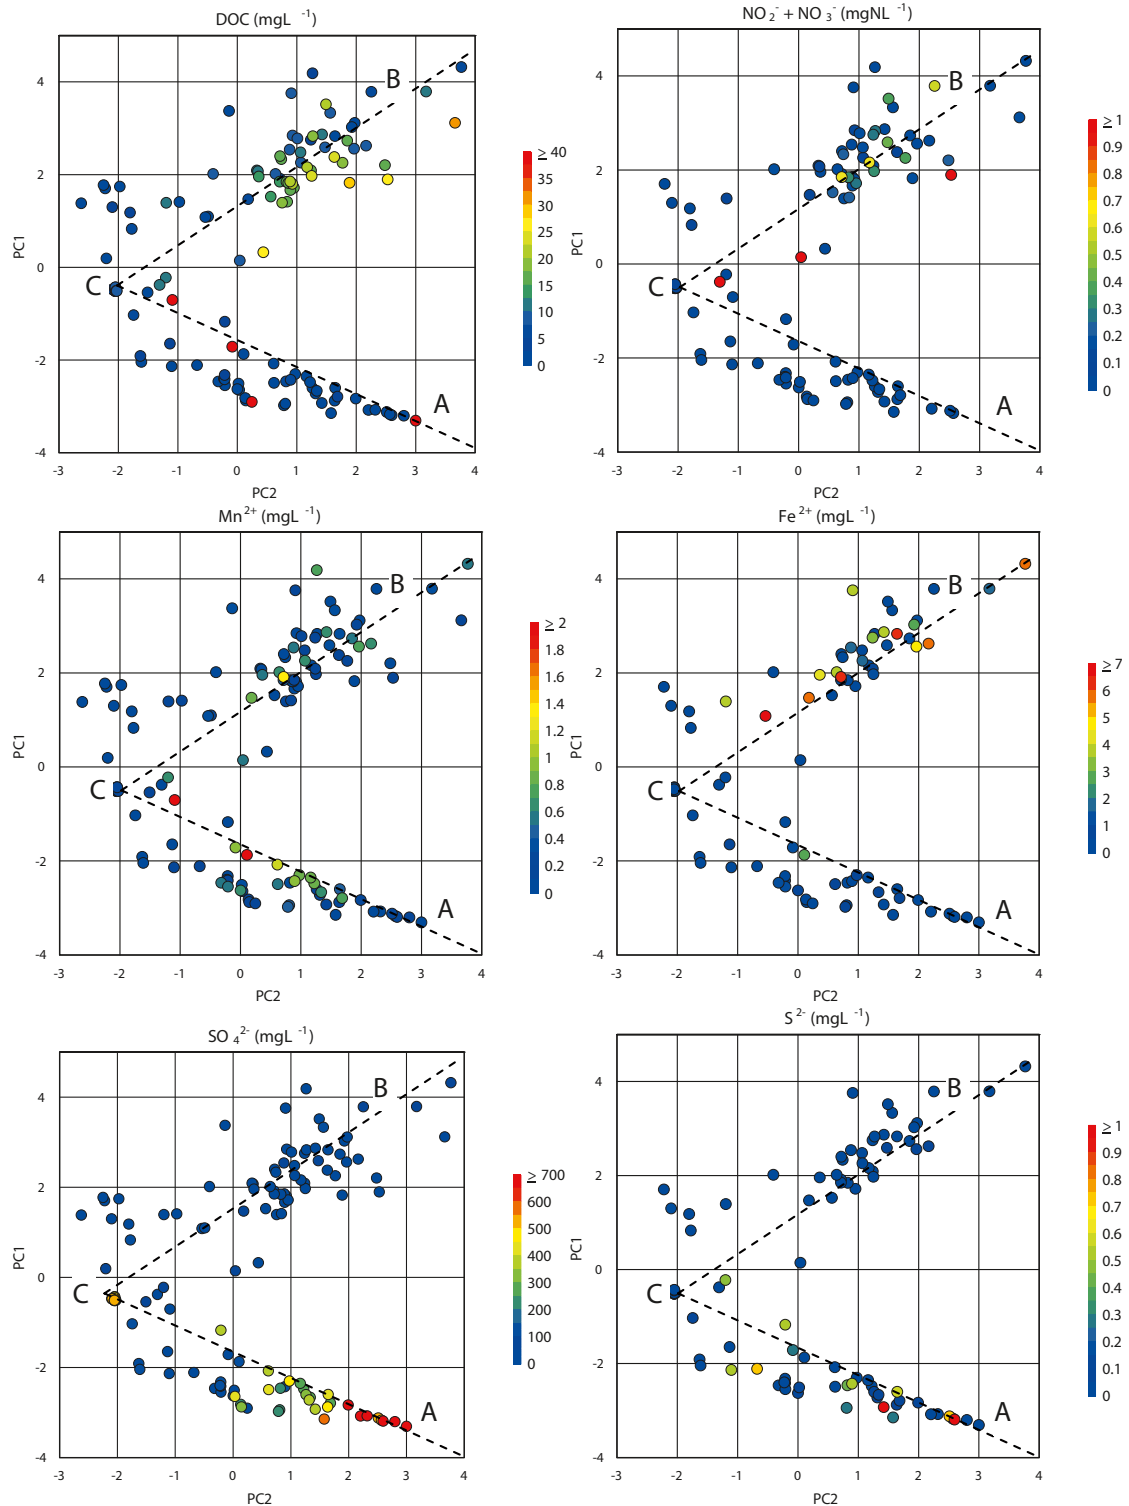 DOC (mgL -1)
4
2
0
-2
-4
PC1
-3 -2 -1 0 1 2 3 4
PC2
A
B
C
≥ 40
35
30
25
20
15
10
5
0
NO2- + NO3- (mgNL -1)
4
2
0
-2
-4
PC1
-3 -2 -1 0 1 2 3 4
PC2
A
B
C
≥ 1
0.9
0.8
0.7
0.6
0.5
0.4
0.3
0.2
0.1
0
Mn2+ (mgL -1)
4
2
0
-2
-4
PC1
-3 -2 -1 0 1 2 3 4
PC2
A
B
C
≥ 2
1.8
1.6
1.4
1.2
1
0.8
0.6
0.4
0.2
0
Fe2+ (mgL -1)
4
2
0
-2
-4
PC1
-3 -2 -1 0 1 2 3 4
PC2
A
B
C
≥ 7
6
5
4
3
2
1
0
SO42- (mgL -1)
4
2
0
-2
-4
PC1
-3 -2 -1 0 1 2 3 4
PC2
A
B
C
≥ 700
600
500
400
300
200
100
0
S2- (mgL -1)
4
2
0
-2
-4
PC1
-3 -2 -1 0 1 2 3 4
PC2
A
B
C
≥ 1
0.9
0.8
0.7
0.6
0.5
0.4
0.3
0.2
0.1
0